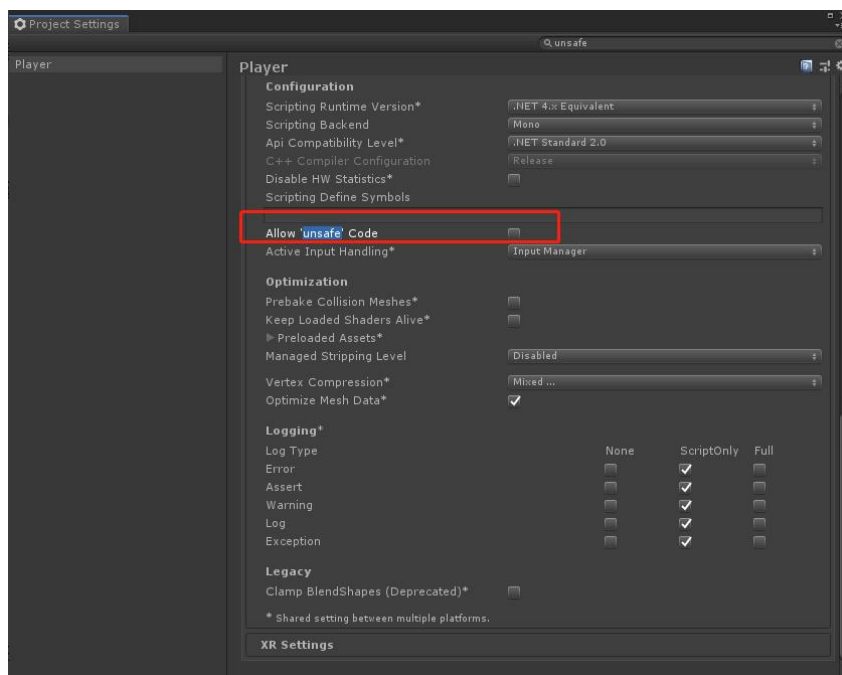 Project Settings
unsafe
Player
Player
Configuration
Scripting Runtime Version* .NET 4.x Equivalent
Scripting Backend Mono
Api Compatibility Level* .NET Standard 2.0
C++ Compiler Configuration Release
Disable HW Statistics*
Scripting Define Symbols
Allow 'unsafe' Code
Active Input Handling* Input Manager
Optimization
Prebake Collision Meshes*
Keep Loaded Shaders Alive*
Preloaded Assets*
Managed Stripping Level Disabled
Vertex Compression* Mixed ...
Optimize Mesh Data*
Logging*
Log Type None ScriptOnly Full
Error
Assert
Warning
Log
Exception
Legacy
Clamp BlendShapes (Deprecated)*
* Shared setting between multiple platforms.
XR Settings